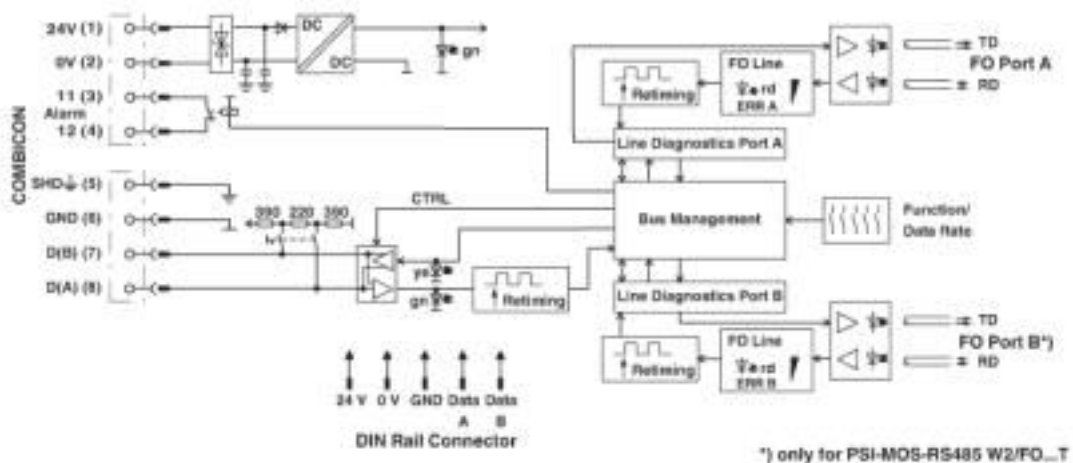 COMBICON
24V (1)
0V (2)
11 (3)
Alarm
12 (4)
SHD (5)
GND (6)
D(B) (7)
D(A) (8)
DC
DC
gn
390 220 390
CTRL
ye
gn
Retiming
Retiming
FO Line
rd
ERR A
TD
FO Port A
RD
Line Diagnostics Port A
Bus Management
Function/
Data Rate
Line Diagnostics Port B
Retiming
FO Line
rd
ERR B
TD
FO Port B*)
RD
24 V 0 V GND Data Data
A B
DIN Rail Connector
*) only for PSI-MOS-RS485 W2/FO...T